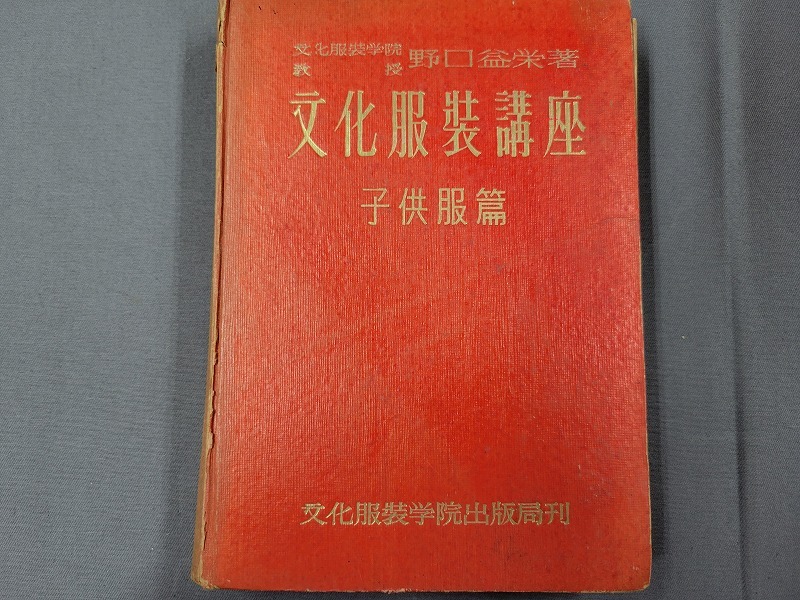 文化服装学院
教授 野口益栄著
文化服装講座
子供服篇
文化服装学院出版局刊